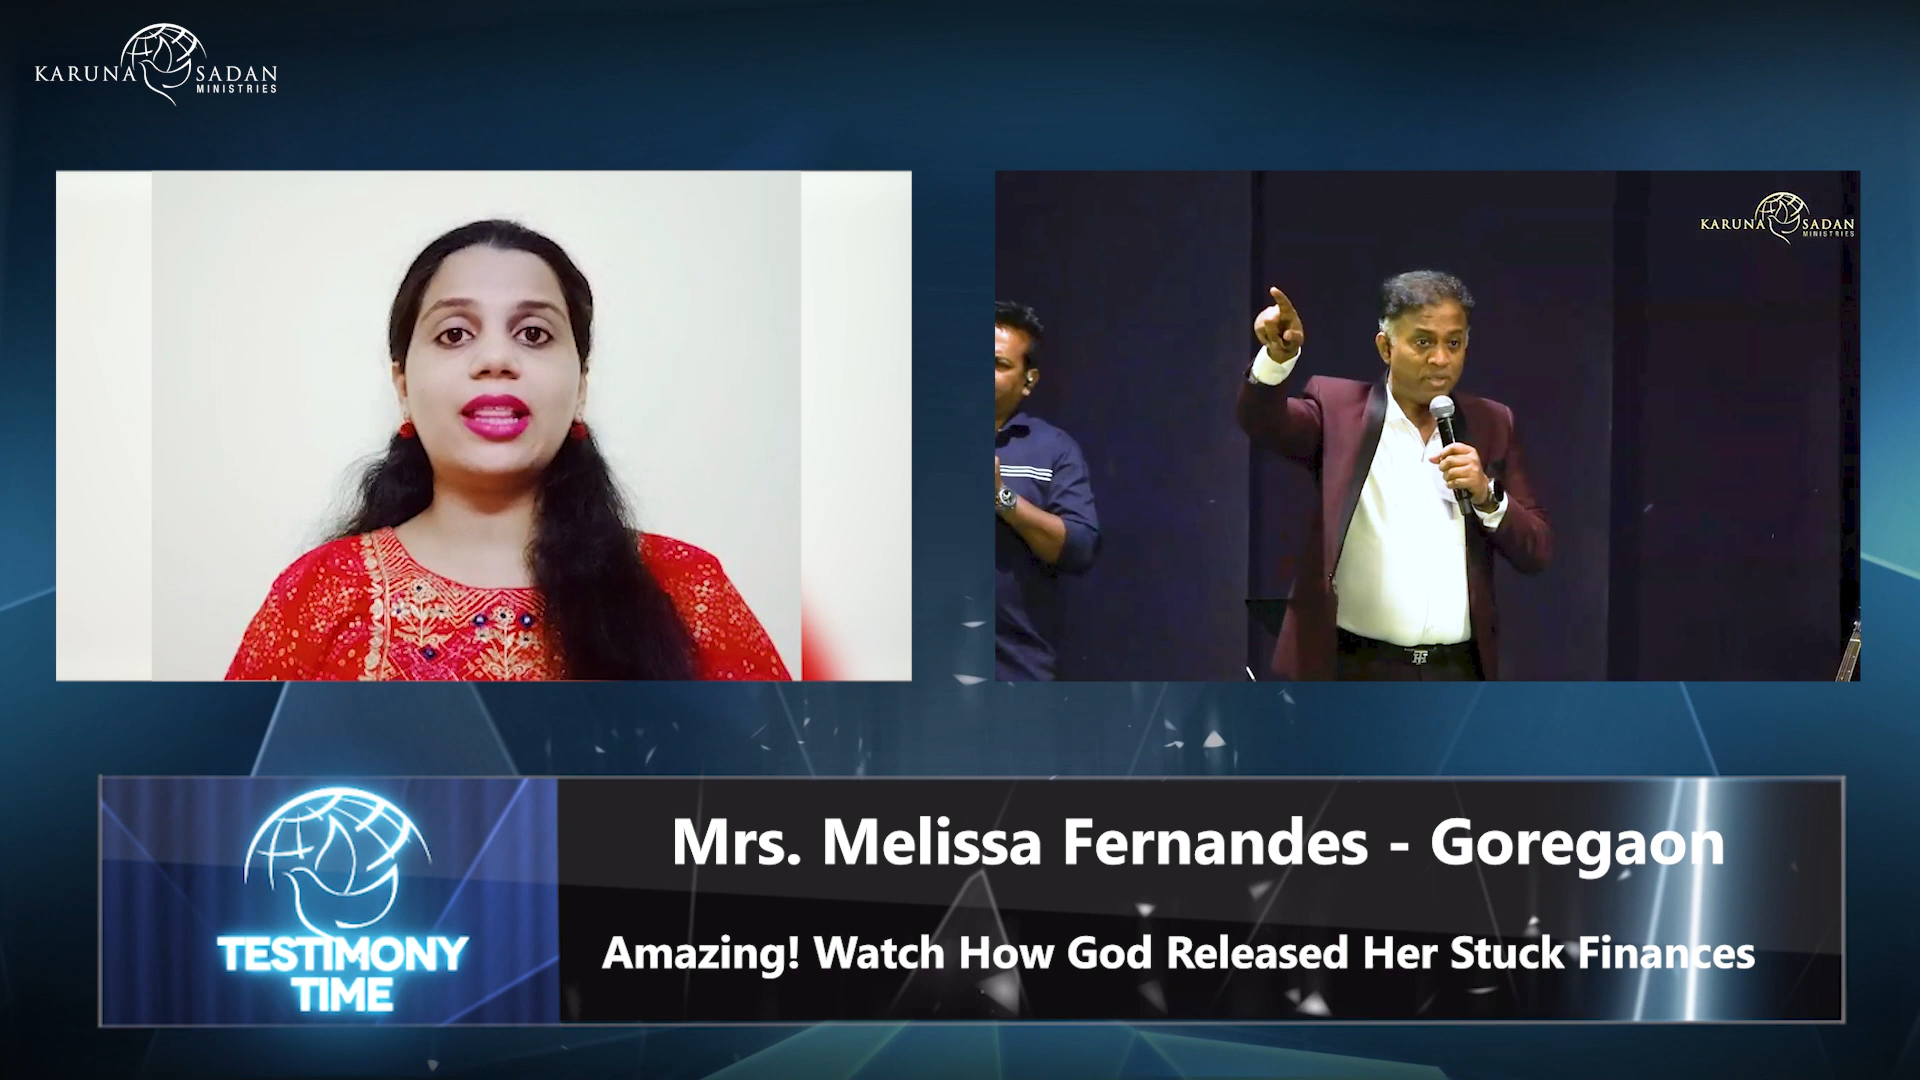 KARUNA SADAN
MINISTRIES
KARUNA SADAN
MINISTRIES
Mrs. Melissa Fernandes - Goregaon
TESTIMONY
TIME
Amazing! Watch How God Released Her Stuck Finances